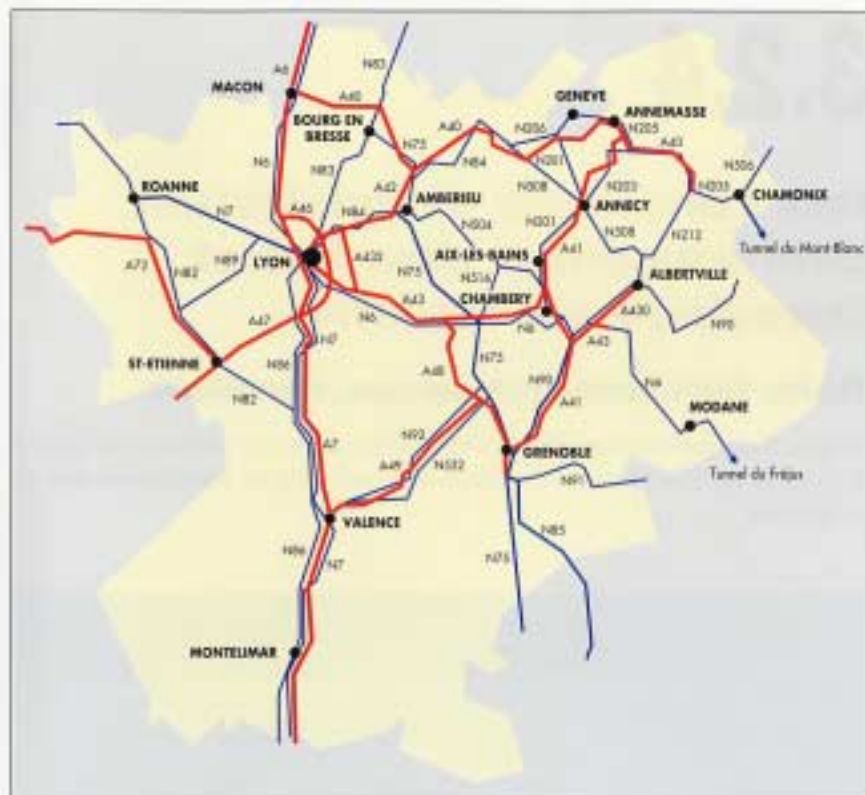 3.2
A6
N83
MACON
A40
GENEVE
ANNEMASSE
BOURG EN
BRESSE
N75
A40
N206
N205
A40
N6
N83
N84
N201
N506
A42
N508
N203
N205
CHAMONIX
ROANNE
A46
AMBERIEU
ANNECY
N7
N84
N504
N201
N508
N212
Tunnel du Mont-Blanc
N89
LYON
A432
AIX-LES-BAINS
A41
A72
N82
N75
N516
ALBERTVILLE
A43
CHAMBERY
A430
A47
N6
N6
N90
N7
A43
ST-ETIENNE
N86
N75
A48
N90
N6
N82
A41
MODANE
N92
A7
GRENOBLE
A49
N532
Tunnel du Fréjus
N91
VALENCE
N85
N86
N7
N75
MONTELIMAR